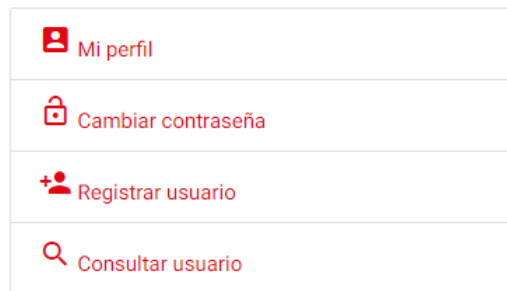 Mi perfil
Cambiar contraseña
Registrar usuario
Consultar usuario